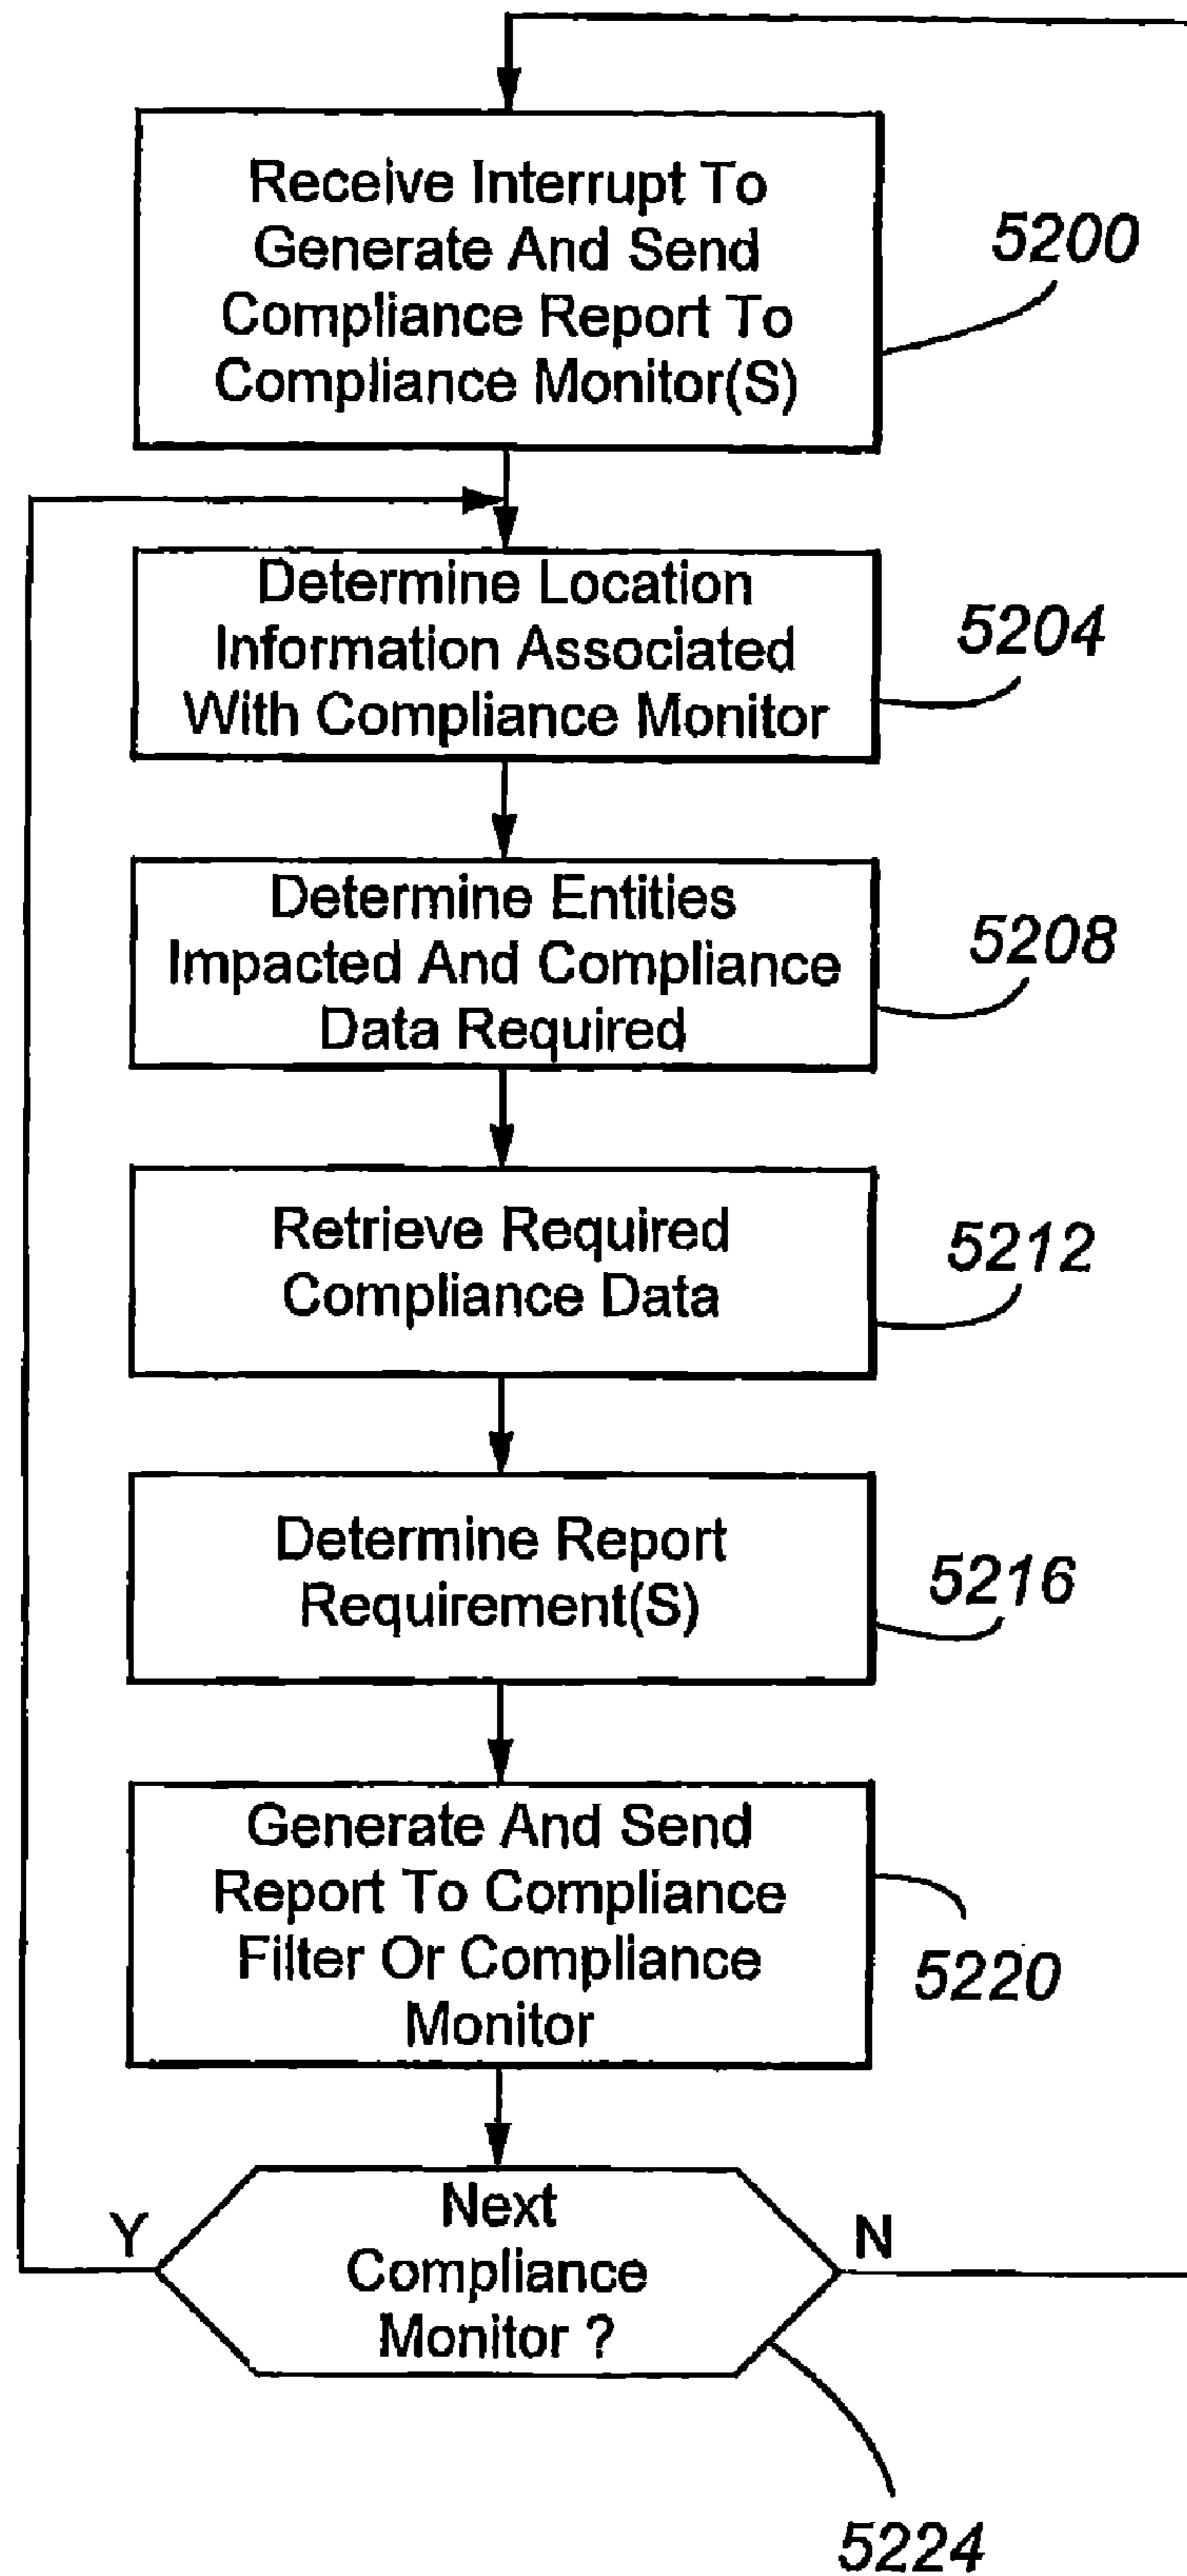 Receive Interrupt To
Generate And Send
Compliance Report To
Compliance Monitor(S)
5200
Determine Location
Information Associated
With Compliance Monitor
5204
Determine Entities
Impacted And Compliance
Data Required
5208
Retrieve Required
Compliance Data
5212
Determine Report
Requirement(S)
5216
Generate And Send
Report To Compliance
Filter Or Compliance
Monitor
5220
Y
Next
Compliance
Monitor ?
N
5224